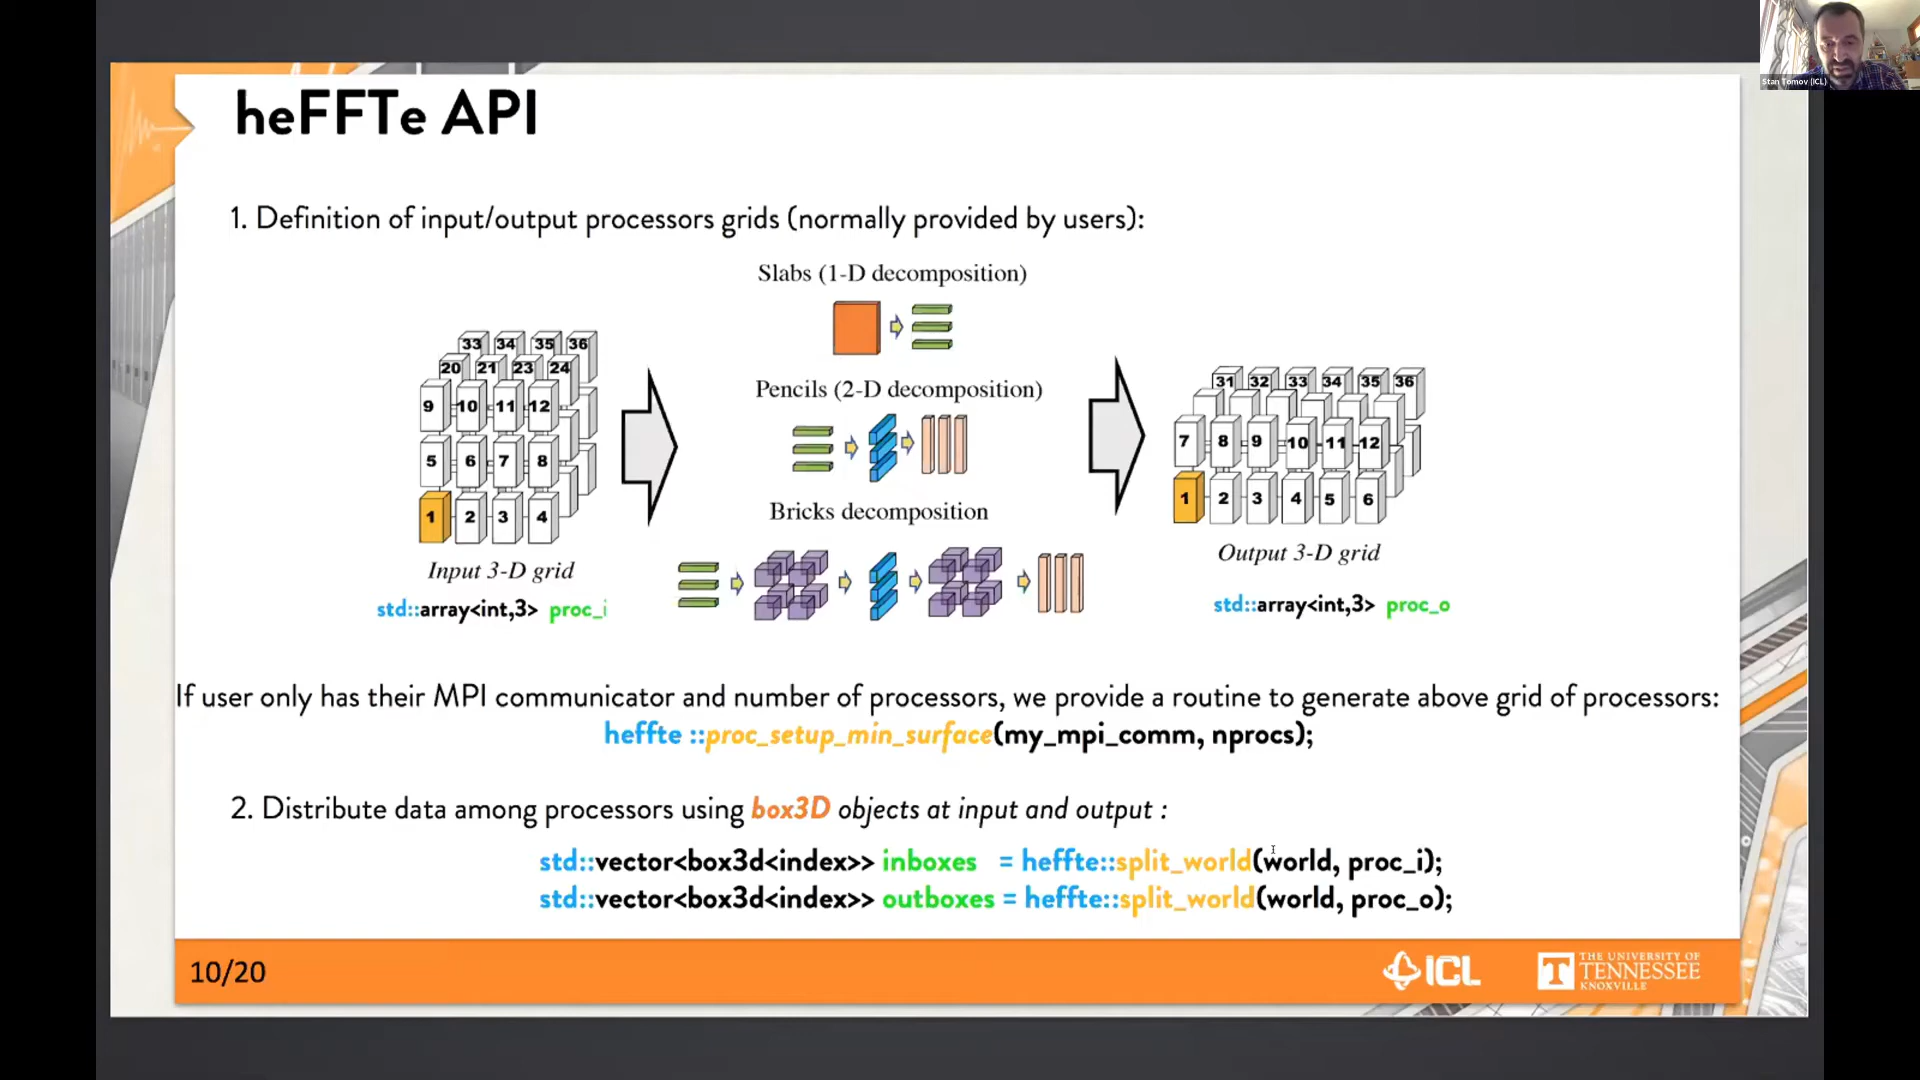 Stan Tomov (ICL)
heFFTe API
1. Definition of input/output processors grids (normally provided by users):
Slabs (1-D decomposition)
Pencils (2-D decomposition)
Bricks decomposition
33 34 35 36
20 21 23 24
9 10 11 12
5 6 7 8
1 2 3 4
Input 3-D grid
std::array<int,3> proc_i
31 32 33 34 35 36
7 8 9 10 11 12
1 2 3 4 5 6
Output 3-D grid
std::array<int,3> proc_o
If user only has their MPI communicator and number of processors, we provide a routine to generate above grid of processors:
heffte ::proc_setup_min_surface(my_mpi_comm, nprocs);
2. Distribute data among processors using box3D objects at input and output :
std::vector<box3d<index>> inboxes = heffte::split_world(world, proc_i);
std::vector<box3d<index>> outboxes = heffte::split_world(world, proc_o);
10/20
ICL
T
THE UNIVERSITY OF
TENNESSEE
KNOXVILLE